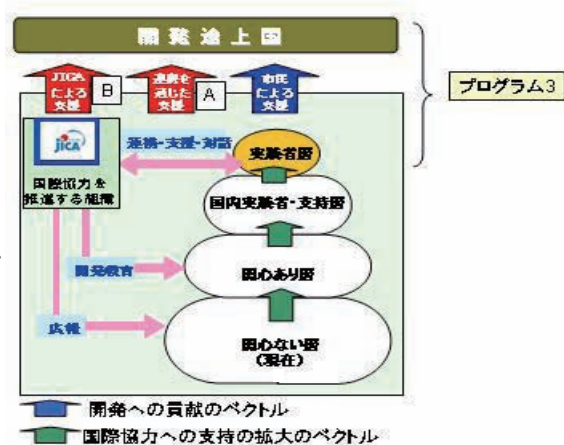 開発途上国
JICA
による
支援
B
連携を
通じた
支援
A
市民
による
支援
プログラム3
jica
国際協力を
推進する組織
連携・支援・対話
実践者層
国内実践者・支持層
開発教育
関心あり層
広報
関心ない層
(現在)
開発への貢献のベクトル
国際協力への支持の拡大のベクトル